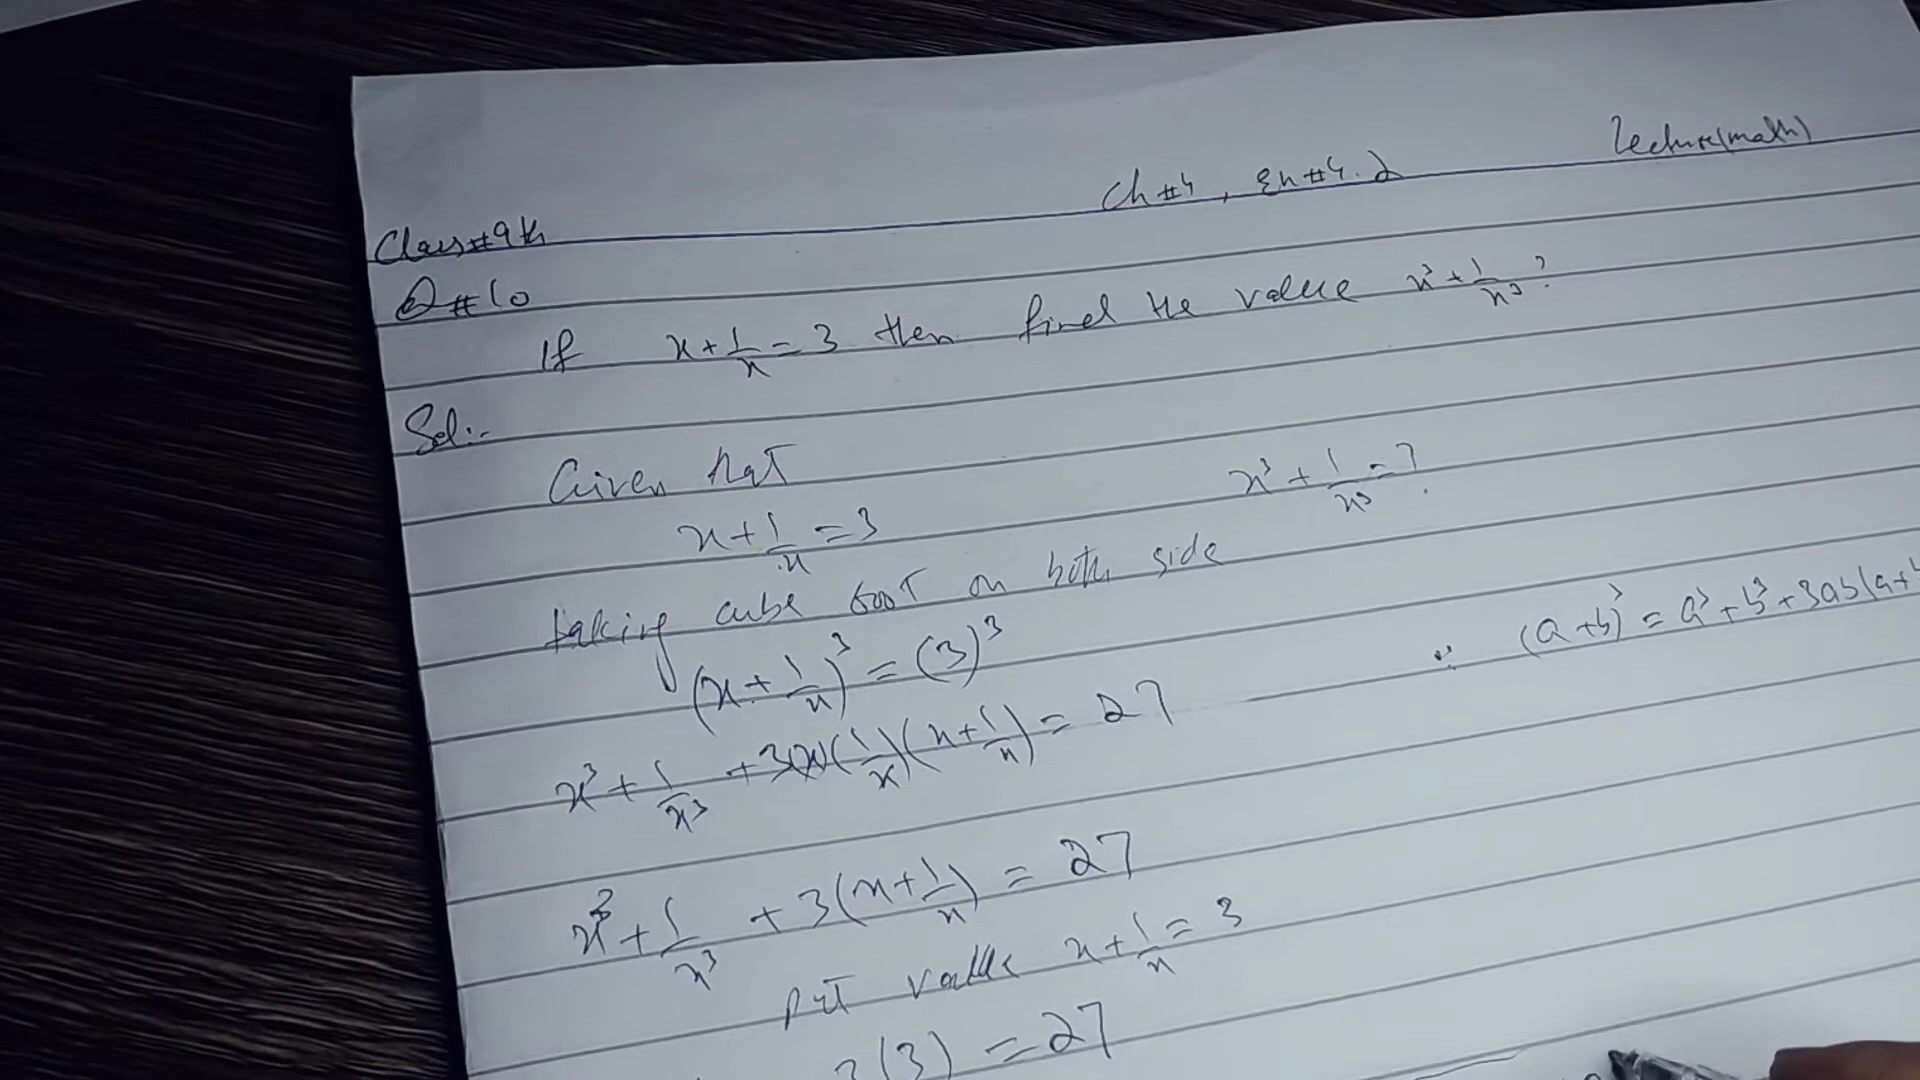 Lecture(math)
Ch#4, Ex#4.2
Class#9th
Q#10
If x+1/x=3 then find the value x³+1/x³?
Sol:-
Given that
x+1/x=3 x³+1/x³=?
taking cube root on both side
(x+1/x)³=(3)³ ∵ (a+b)³=a³+b³+3ab(a+b
x³+1/x³+3(x)(1/x)(x+1/x)=27
x³+1/x³+3(x+1/x)=27
put value x+1/x=3
3(3)=27